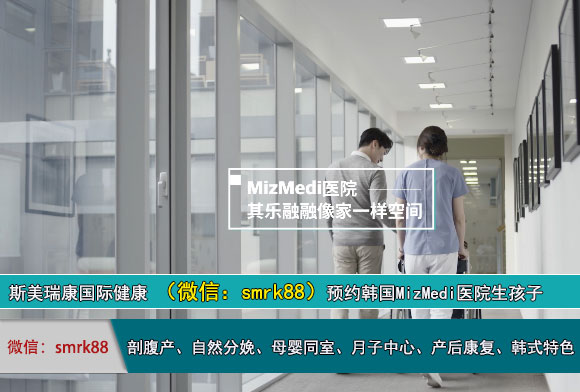 MizMedi医院
其乐融融像家一样空间
斯美瑞康国际健康 （微信：smrk88）预约韩国MizMedi医院生孩子
微信：smrk88 剖腹产、自然分娩、母婴同室、月子中心、产后康复、韩式特色